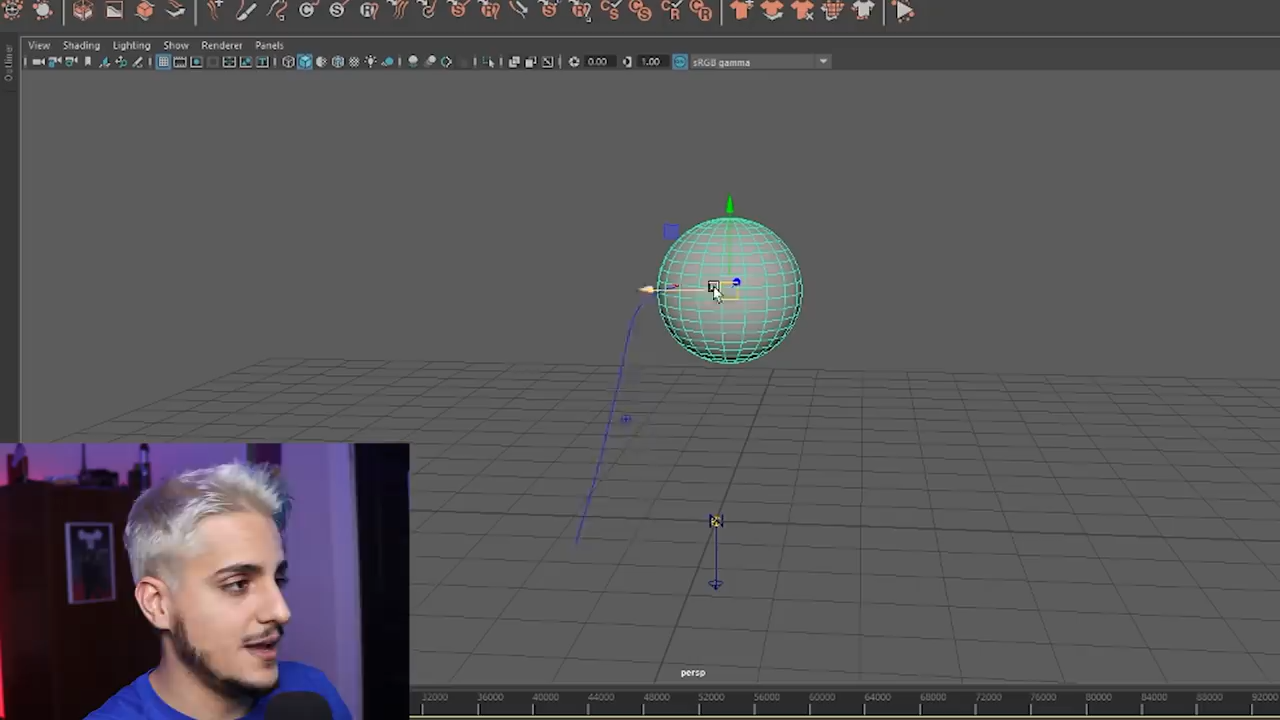 View Shading Lighting Show Renderer Panels
0.00 1.00 sRGB gamma
Outliner
persp
32000 36000 40000 44000 48000 52000 56000 60000 64000 68000 72000 76000 80000 84000 88000 92000